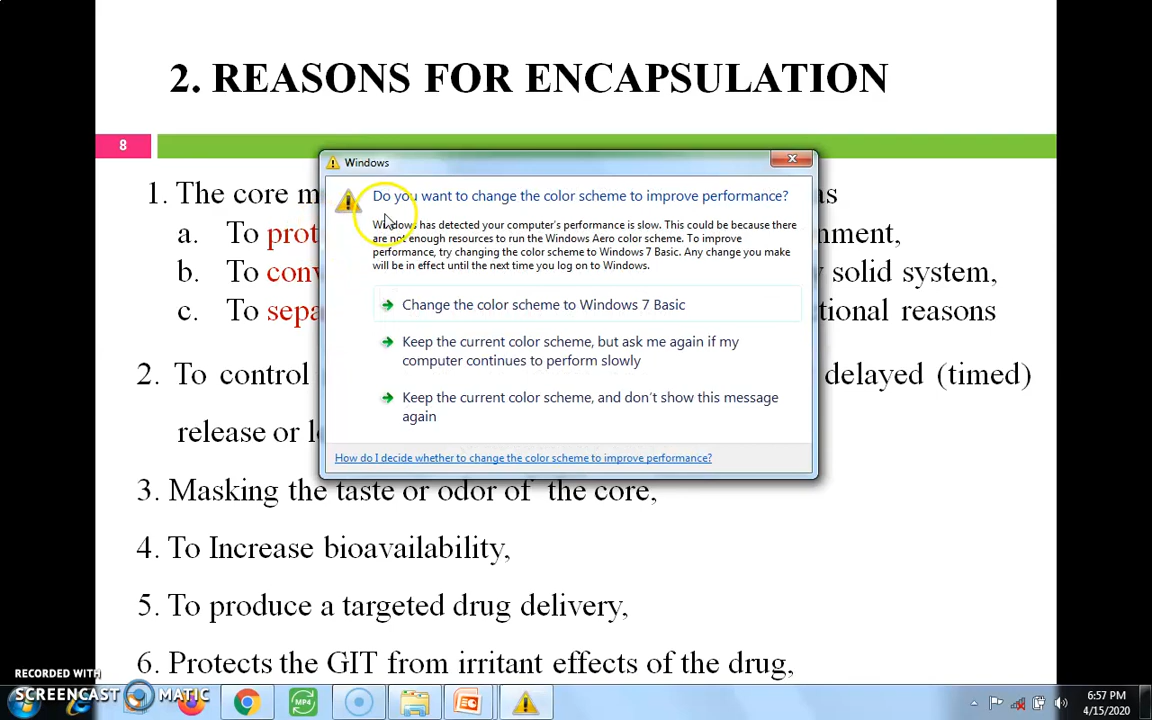 2. REASONS FOR ENCAPSULATION
8
Windows
Do you want to change the color scheme to improve performance?
Windows has detected your computer's performance is slow. This could be because there
are not enough resources to run the Windows Aero color scheme. To improve
performance, try changing the color scheme to Windows 7 Basic. Any change you make
will be in effect until the next time you log on to Windows.
Change the color scheme to Windows 7 Basic
Keep the current color scheme, but ask me again if my
computer continues to perform slowly
Keep the current color scheme, and don't show this message
again
How do I decide whether to change the color scheme to improve performance?
1. The core
a. To
b. To solid system,
c. To reasons
2. To control delayed (timed)
release or
3. Masking the taste or odor of the core,
4. To Increase bioavailability,
5. To produce a targeted drug delivery,
6. Protects the GIT from irritant effects of the drug,
RECORDED WITH
SCREENCAST MATIC
MP4
6:57 PM
4/15/2020